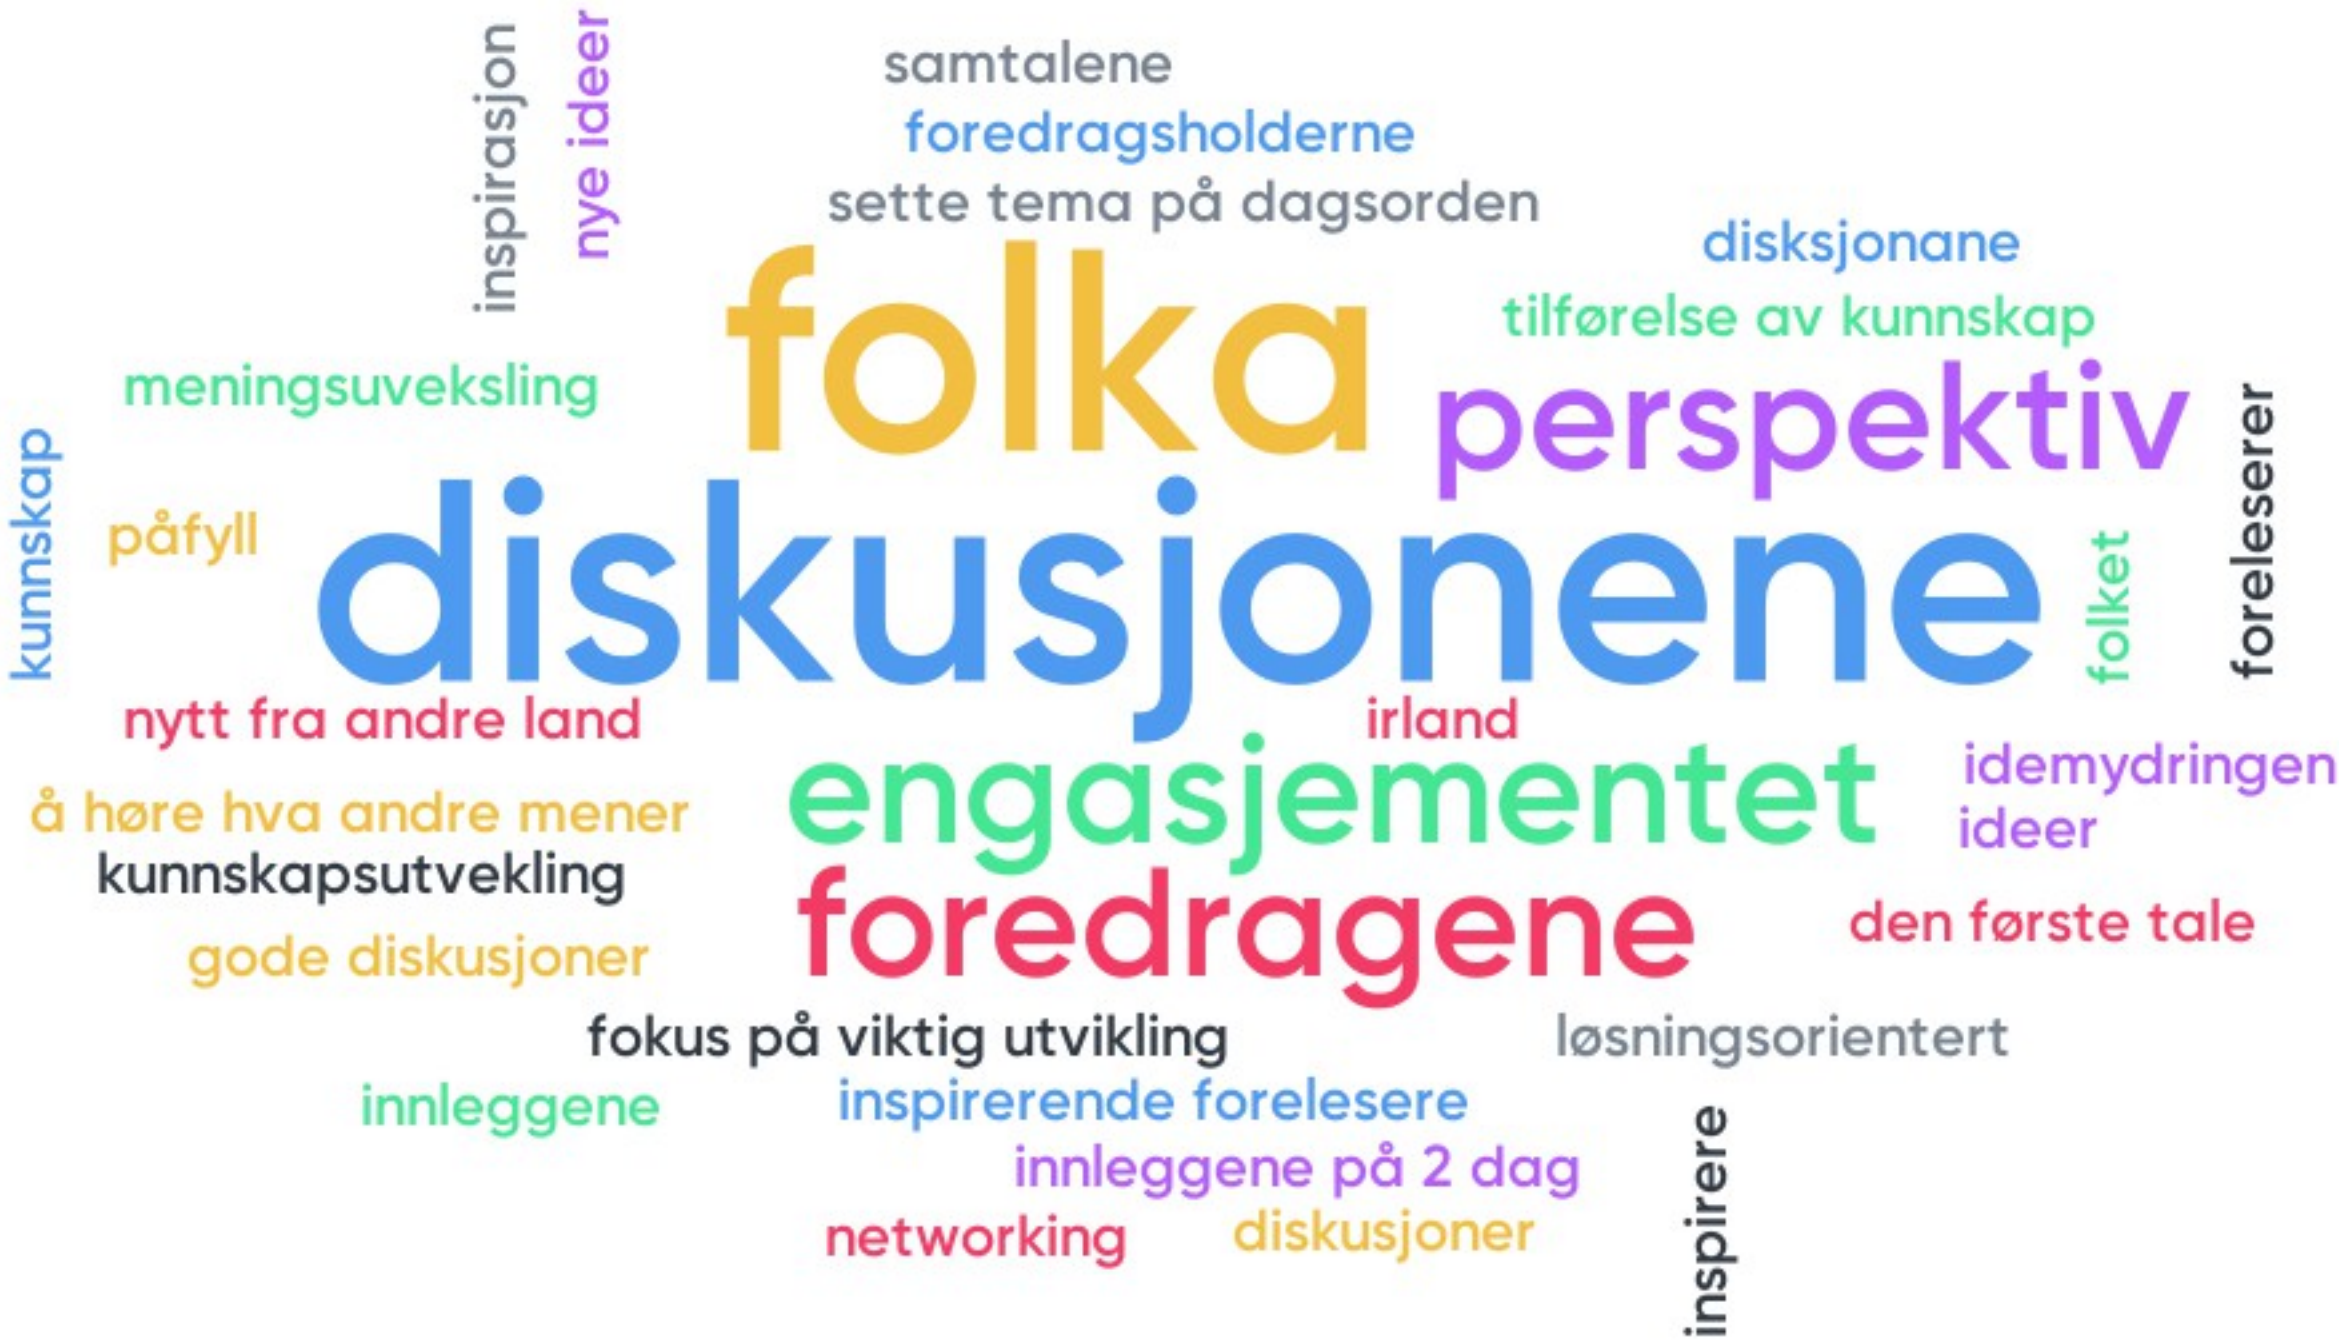 inspirasjon
nye ideer
samtalene
foredragsholderne
sette tema på dagsorden
disksjonane
tilførelse av kunnskap
folka
perspektiv
meningsuveksling
foreleserer
kunnskap
påfyll
diskusjonene
folket
nytt fra andre land
irland
engasjementet
idemydringen
å høre hva andre mener
ideer
kunnskapsutvekling
foredragene
den første tale
gode diskusjoner
fokus på viktig utvikling
løsningsorientert
innleggene
inspirerende forelesere
innleggene på 2 dag
inspirere
networking
diskusjoner